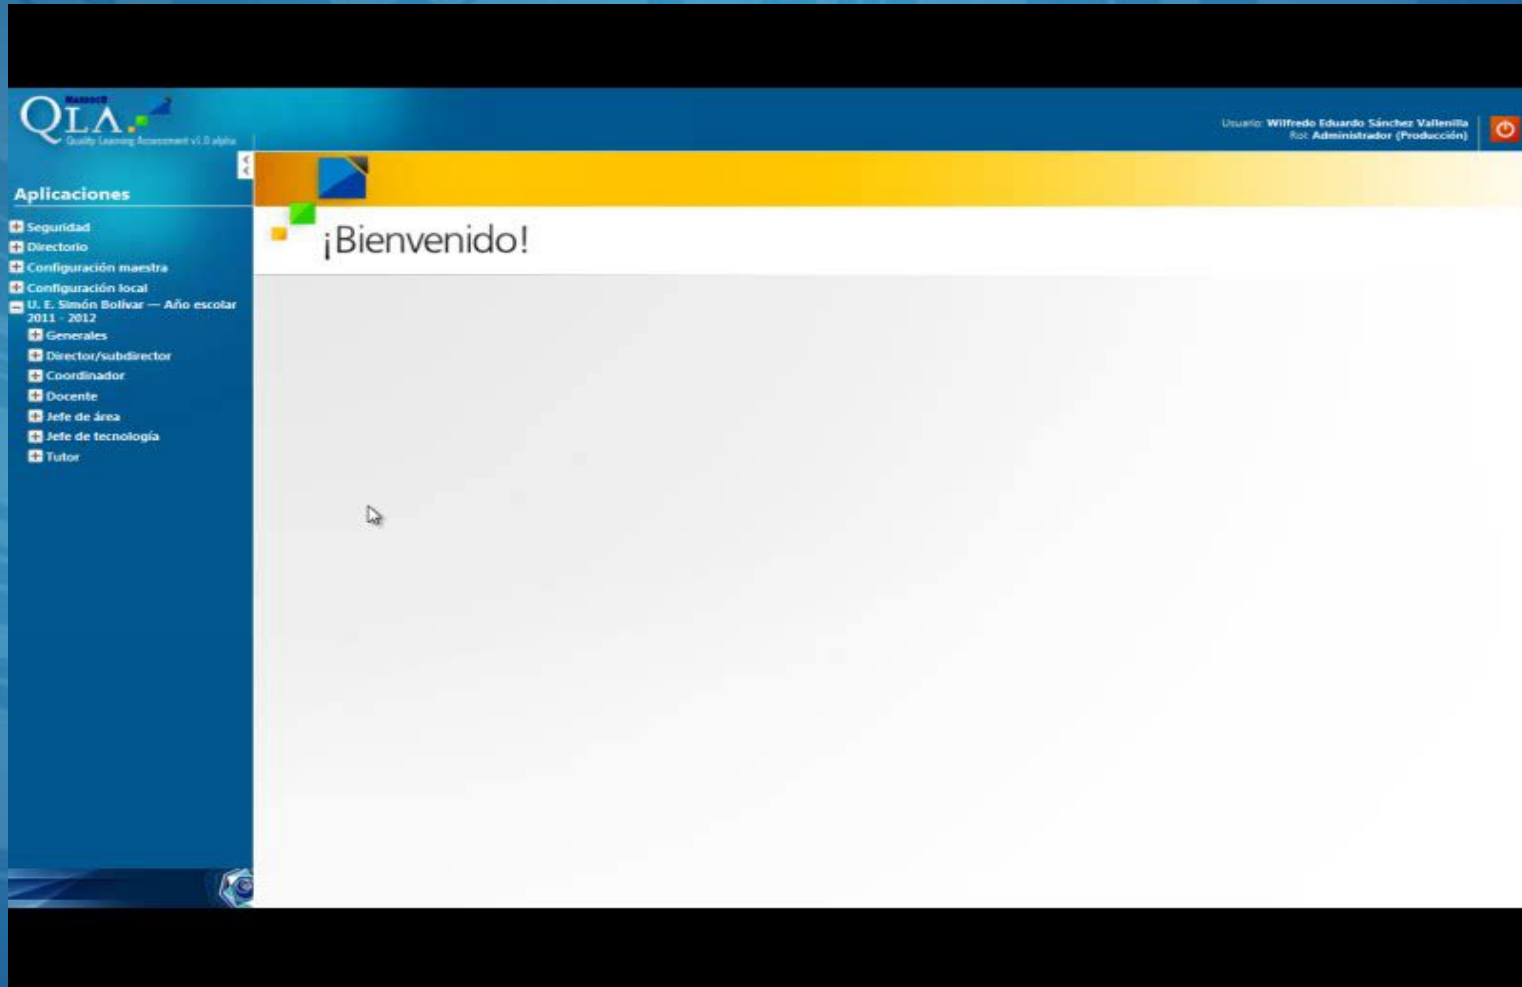 QLA
Quality Learning Assessment v5.0 alpha
Usuario: Wilfredo Eduardo Sánchez Vallenilla
Rol: Administrador (Producción)
Aplicaciones
¡Bienvenido!
Seguridad
Directorio
Configuración maestra
Configuración local
U. E. Simón Bolívar — Año escolar
2011 - 2012
Generales
Director/subdirector
Coordinador
Docente
Jefe de área
Jefe de tecnología
Tutor